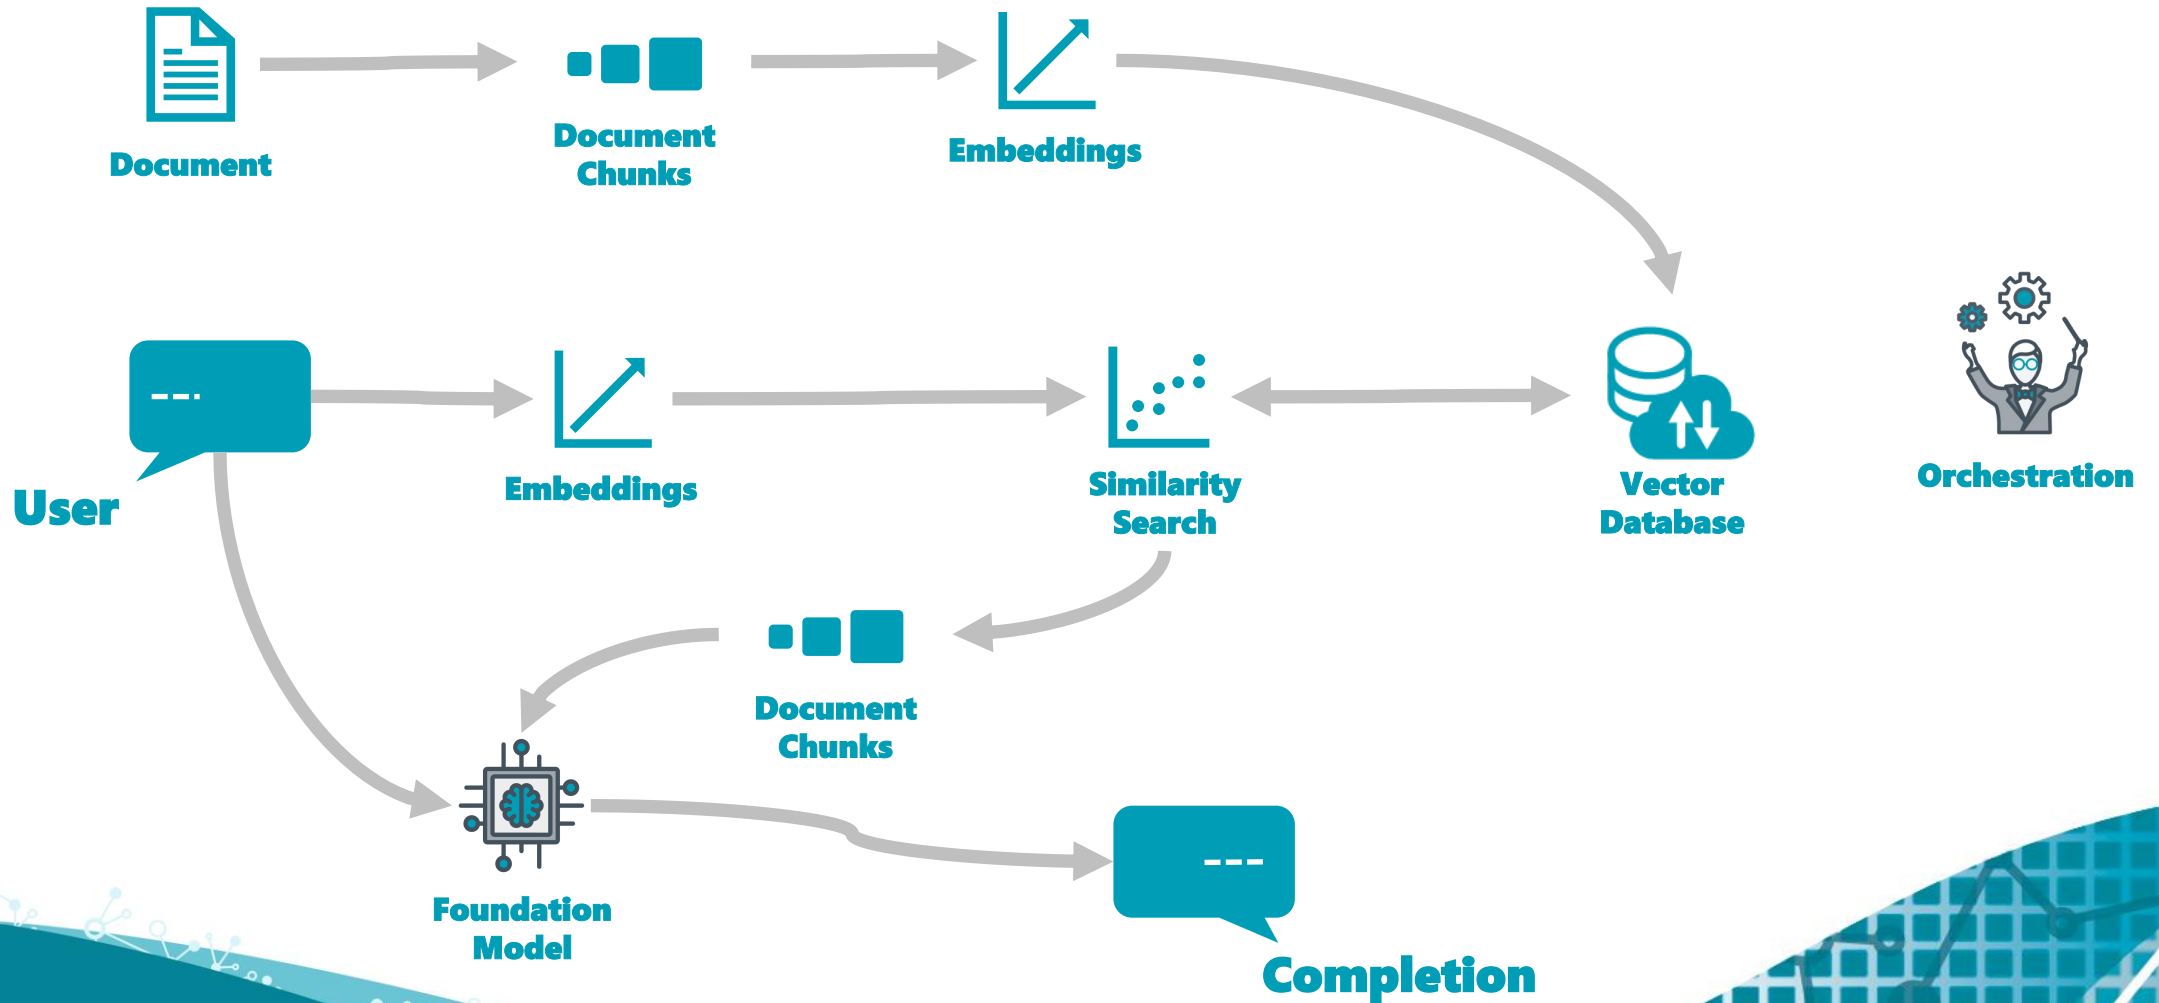 Document
Document
Chunks
Embeddings
User
Embeddings
Similarity
Search
Vector
Database
Orchestration
Document
Chunks
Foundation
Model
Completion